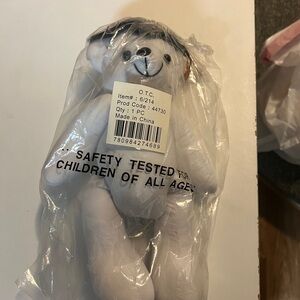 O.T.C.
Item# : 6/214
Prod Code : 44730
Qty : 1 PC
Made in China
780984274689
SAFETY TESTED FOR
CHILDREN OF ALL AGES